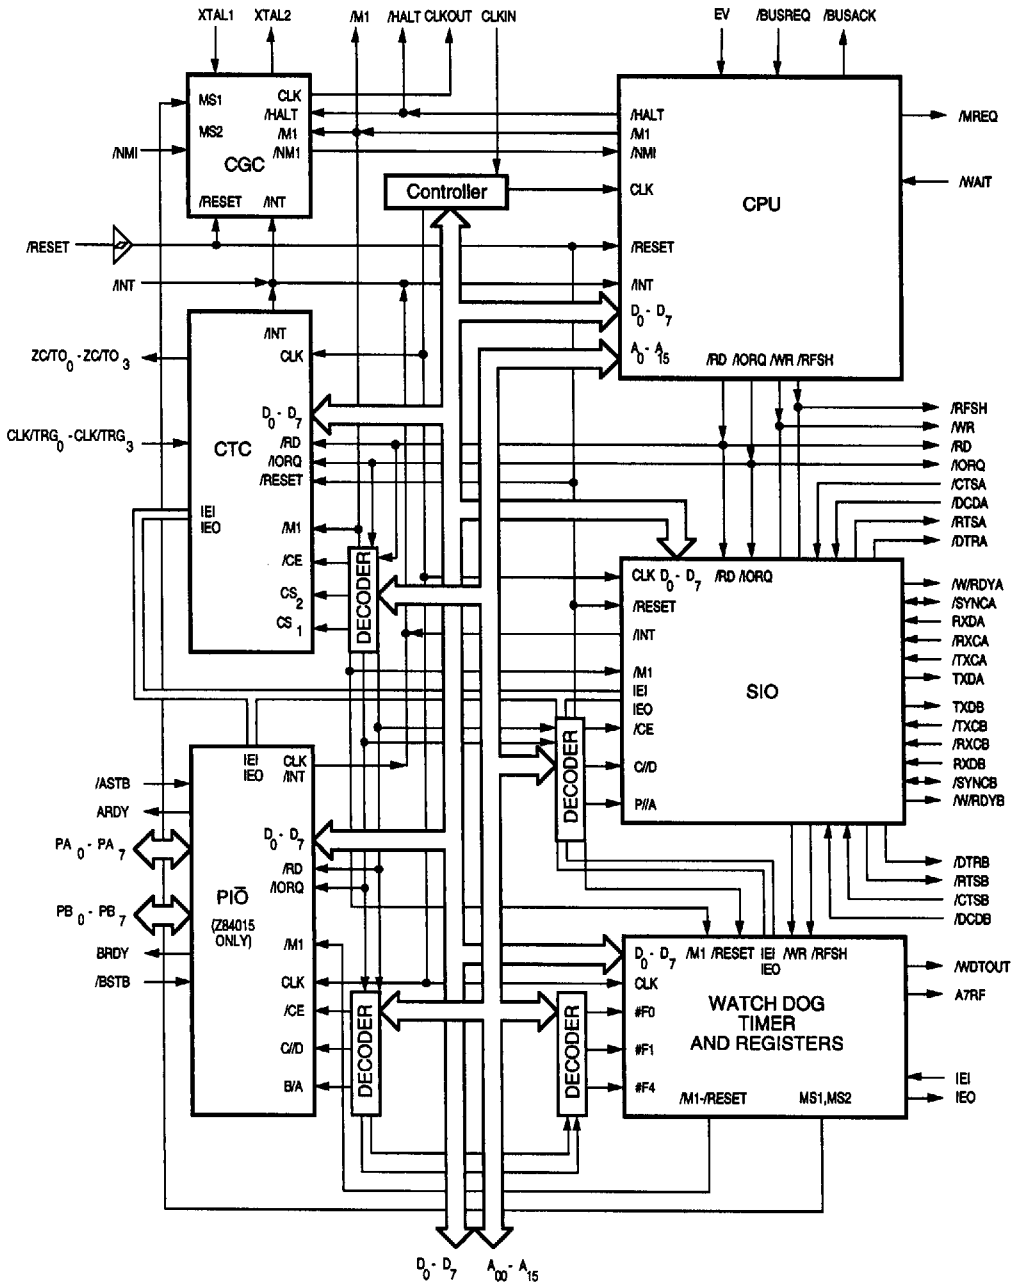 XTAL1 XTAL2 /M1 /HALT CLKOUT CLKIN EV /BUSREQ /BUSACK
MS1 CLK
/HALT
MS2 /M1
/NMI /NM1
CGC
/RESET /INT
Controller
/HALT
/M1
/NMI
CLK
CPU
/RESET
/INT
D0 - D7
A0 - A15
/RD /IORQ /WR /RFSH
/MREQ
/WAIT
/RESET
/INT
/INT
CLK
ZC/TO0 - ZC/TO3
D0 - D7
CLK/TRG0 - CLK/TRG3
CTC
/RD
/IORQ
/RESET
IEI
IEO
/M1
/CE
CS2
CS1
DECODER
/RFSH
/WR
/RD
/IORQ
/CTSA
/DCDA
/RTSA
/DTRA
CLK D0 - D7 /RD /IORQ
/RESET
/INT
/M1
IEI
IEO
/CE
C//D
P//A
SIO
DECODER
/W/RDYA
/SYNCA
RXDA
/RXCA
/TXCA
TXDA
TXDB
/TXCB
/RXCB
RXDB
/SYNCB
/W/RDYB
/DTRB
/RTSB
/CTSB
/DCDB
IEI CLK
IEO /INT
/ASTB
ARDY
PA0 - PA7
PB0 - PB7
BRDY
/BSTB
D0 - D7
/RD
/IORQ
PIO̅
(Z84015
ONLY)
/M1
CLK
/CE
C//D
B/A
DECODER
DECODER
D0 - D7 /M1 /RESET IEI /WR /RFSH
IEO
CLK
#F0
#F1
#F4
WATCH DOG
TIMER
AND REGISTERS
/M1-/RESET MS1,MS2
/WDTOUT
A7RF
IEI
IEO
D0 - D7 A00 - A15